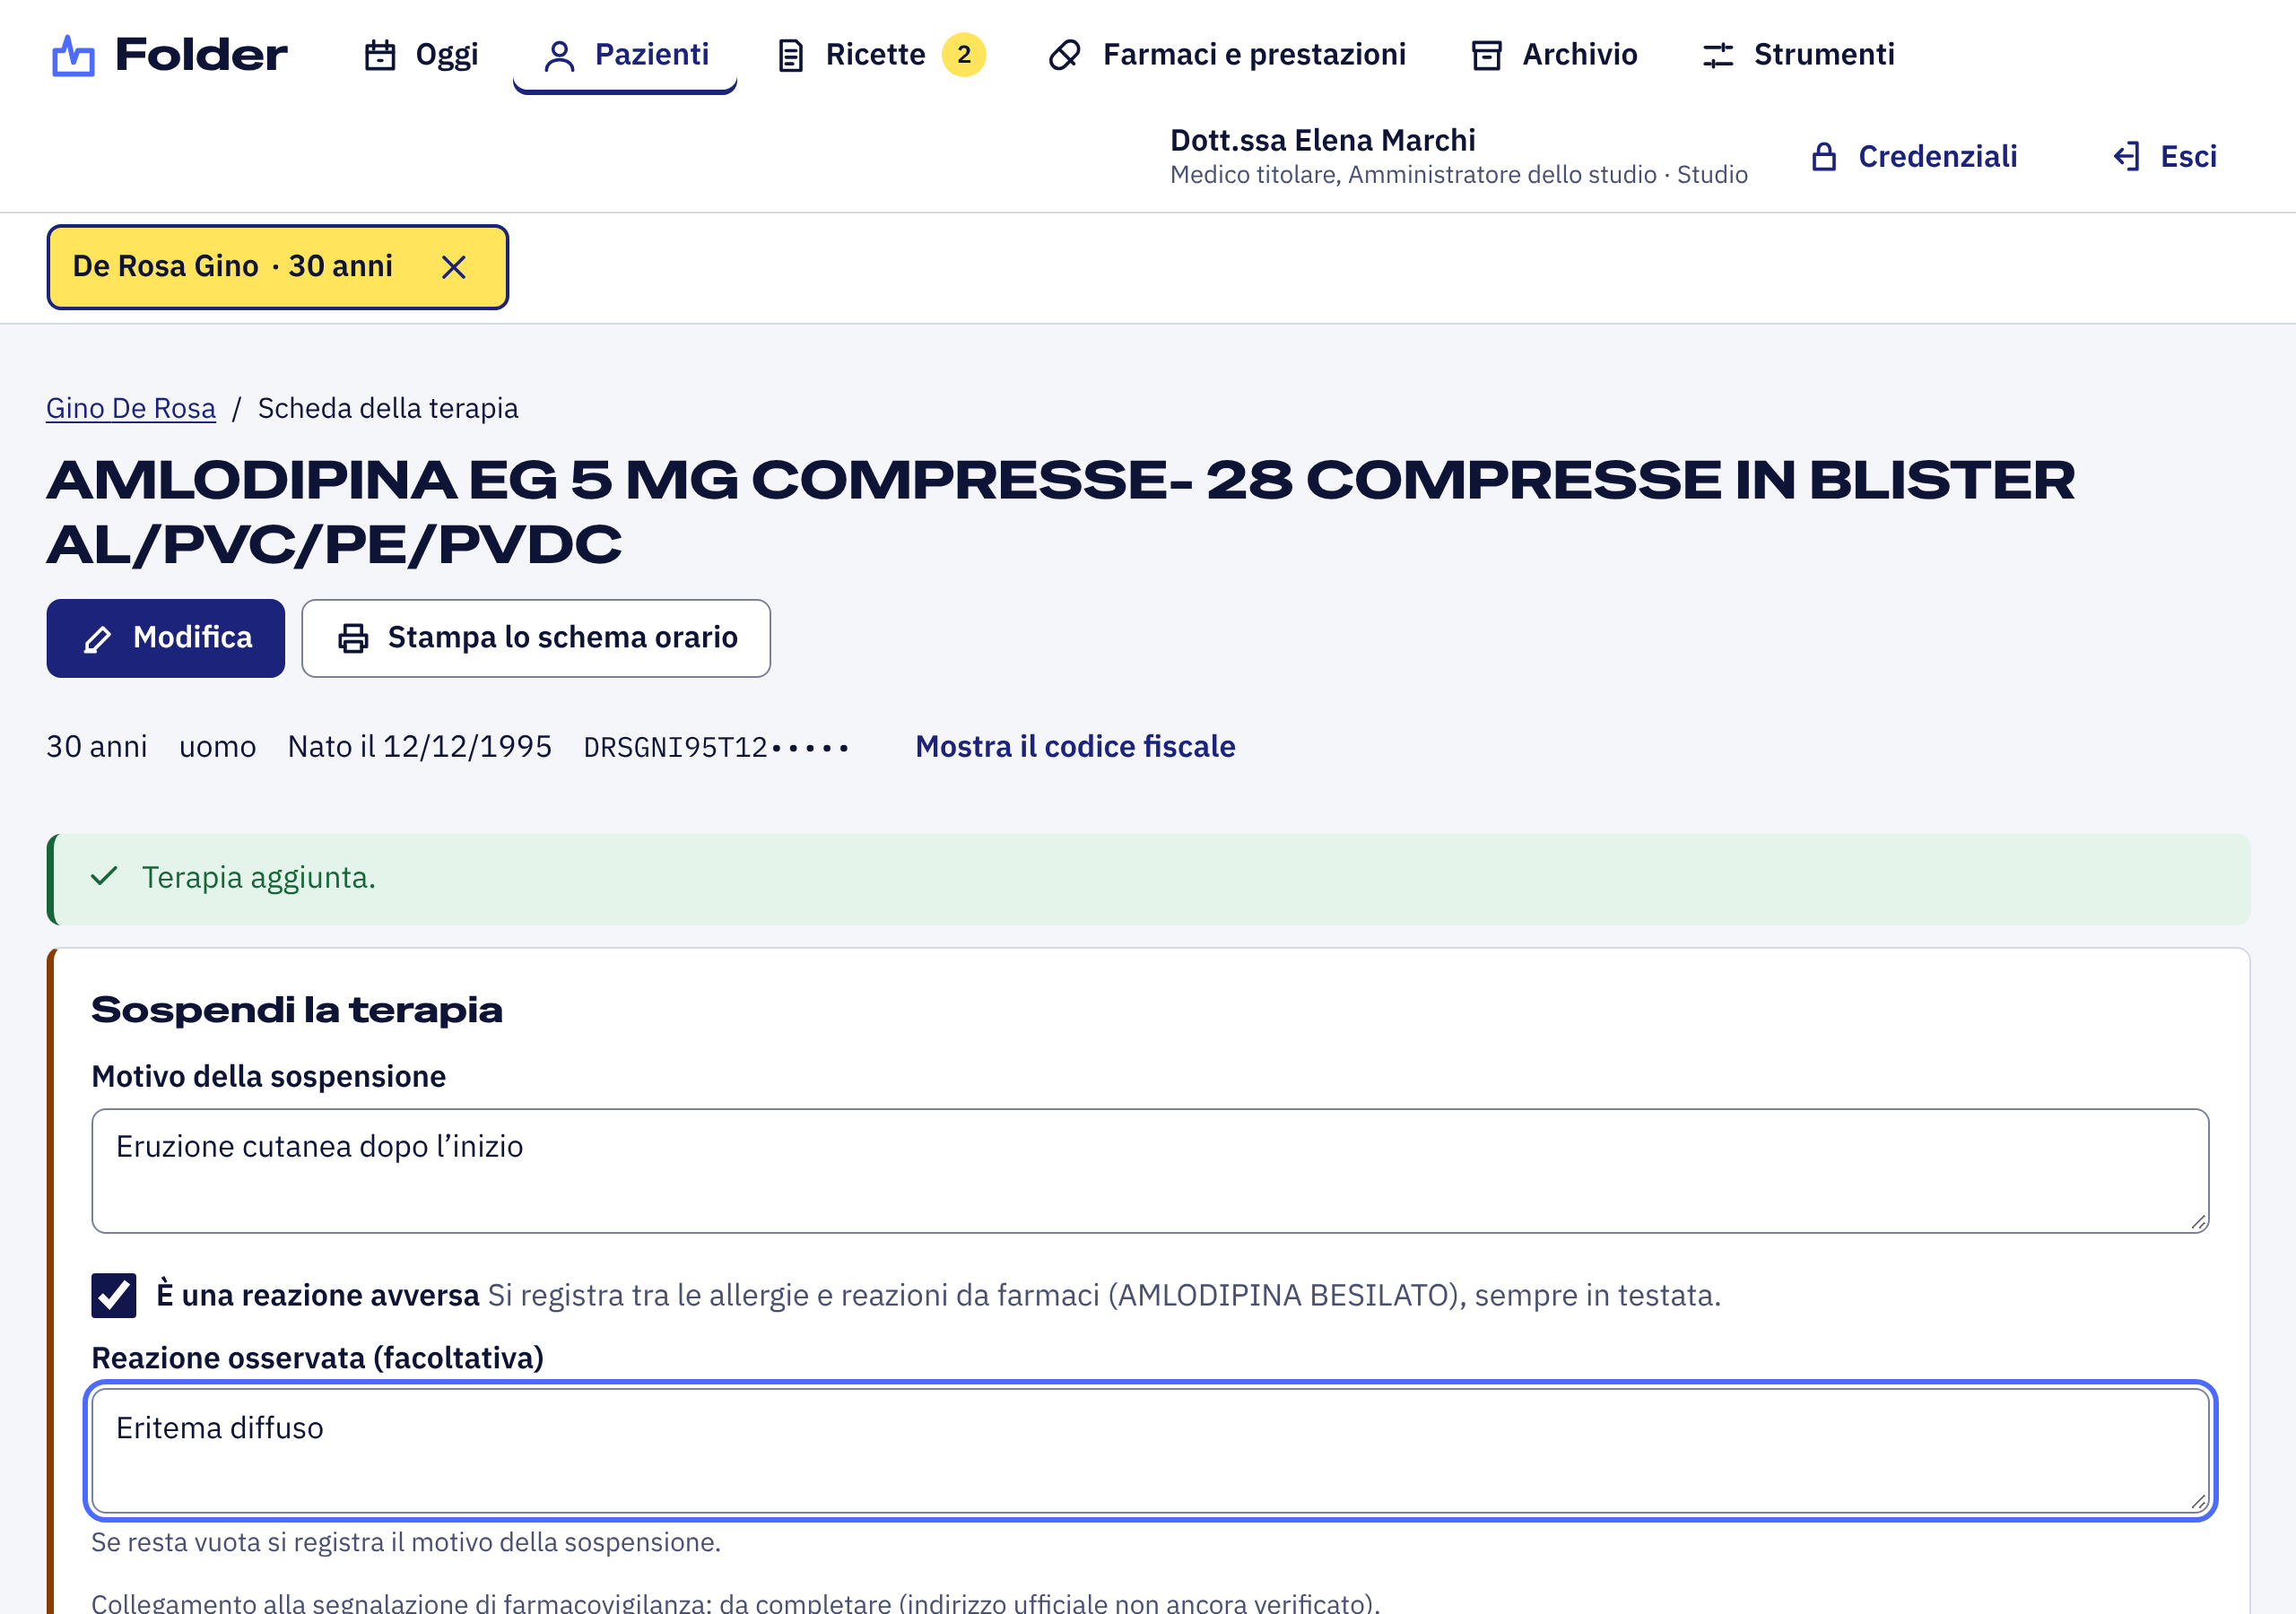 Folder
Oggi
Pazienti
Ricette 2
Farmaci e prestazioni
Archivio
Strumenti
Dott.ssa Elena Marchi
Medico titolare, Amministratore dello studio · Studio
Credenziali
Esci
De Rosa Gino · 30 anni
Gino De Rosa / Scheda della terapia
AMLODIPINA EG 5 MG COMPRESSE- 28 COMPRESSE IN BLISTER
AL/PVC/PE/PVDC
Modifica
Stampa lo schema orario
30 anni uomo Nato il 12/12/1995 DRSGNI95T12••••• Mostra il codice fiscale
Terapia aggiunta.
Sospendi la terapia
Motivo della sospensione
Eruzione cutanea dopo l’inizio
È una reazione avversa Si registra tra le allergie e reazioni da farmaci (AMLODIPINA BESILATO), sempre in testata.
Reazione osservata (facoltativa)
Eritema diffuso
Se resta vuota si registra il motivo della sospensione.
Collegamento alla segnalazione di farmacovigilanza: da completare (indirizzo ufficiale non ancora verificato).